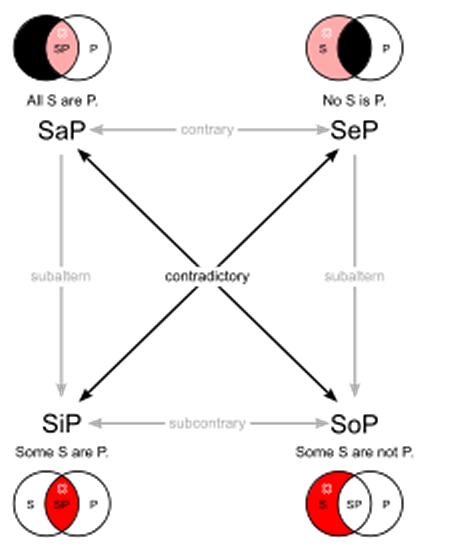 SP P
S P
All S are P.
No S is P.
SaP contrary SeP
subaltern contradictory subaltern
SiP subcontrary SoP
Some S are P.
Some S are not P.
S SP P
S SP P